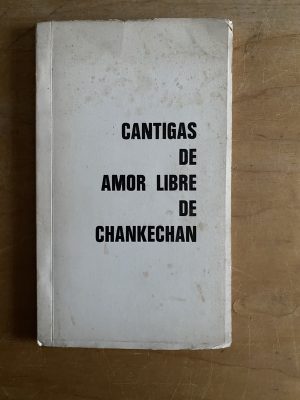 CANTIGAS
DE
AMOR LIBRE
DE
CHANKECHAN